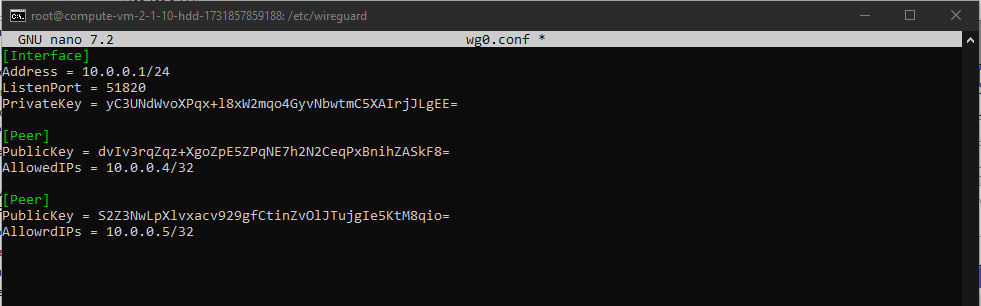 root@compute-vm-2-1-10-hdd-1731857859188: /etc/wireguard
GNU nano 7.2 wg0.conf *
[Interface]
Address = 10.0.0.1/24
ListenPort = 51820
PrivateKey = yC3UNdWvoXPqx+l8xW2mqo4GyvNbwtmC5XAIrjJLgEE=
[Peer]
PublicKey = dvIv3rqZqz+XgoZpE5ZPqNE7h2N2CeqPxBnihZASkF8=
AllowedIPs = 10.0.0.4/32
[Peer]
PublicKey = S2Z3NwLpXlvxacv929gfCtinZvOlJTujgIe5KtM8qio=
AllowrdIPs = 10.0.0.5/32